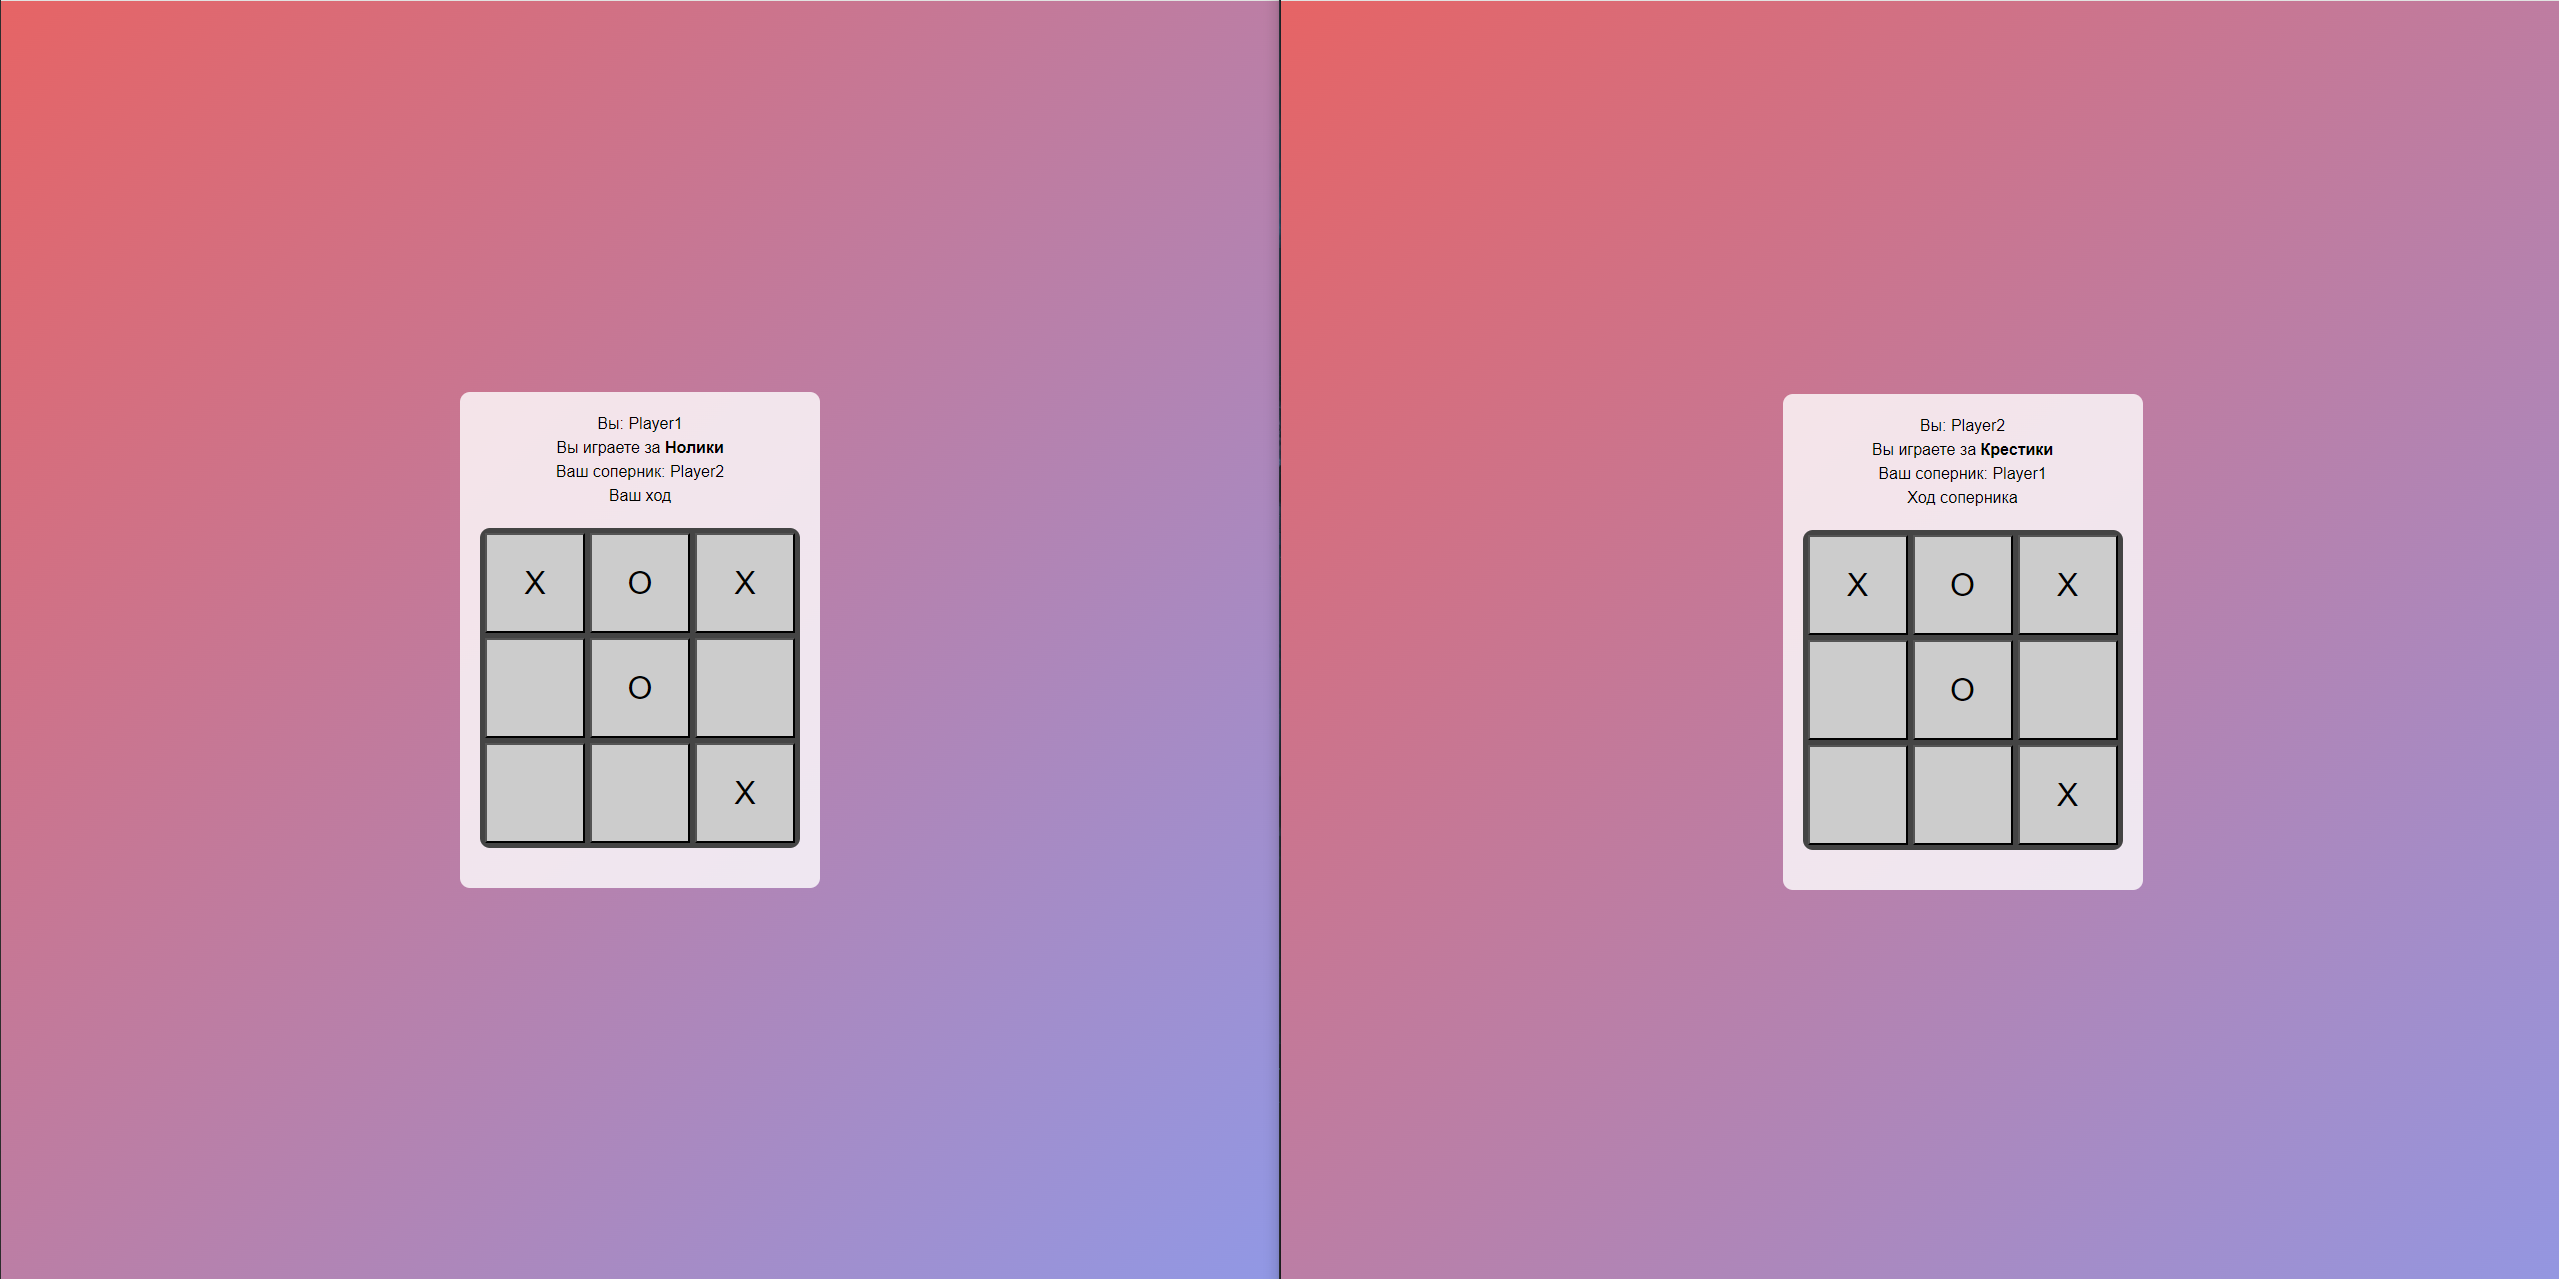 Вы: Player1
Вы играете за Нолики
Ваш соперник: Player2
Ваш ход
X O X
O
X
Вы: Player2
Вы играете за Крестики
Ваш соперник: Player1
Ход соперника
X O X
O
X